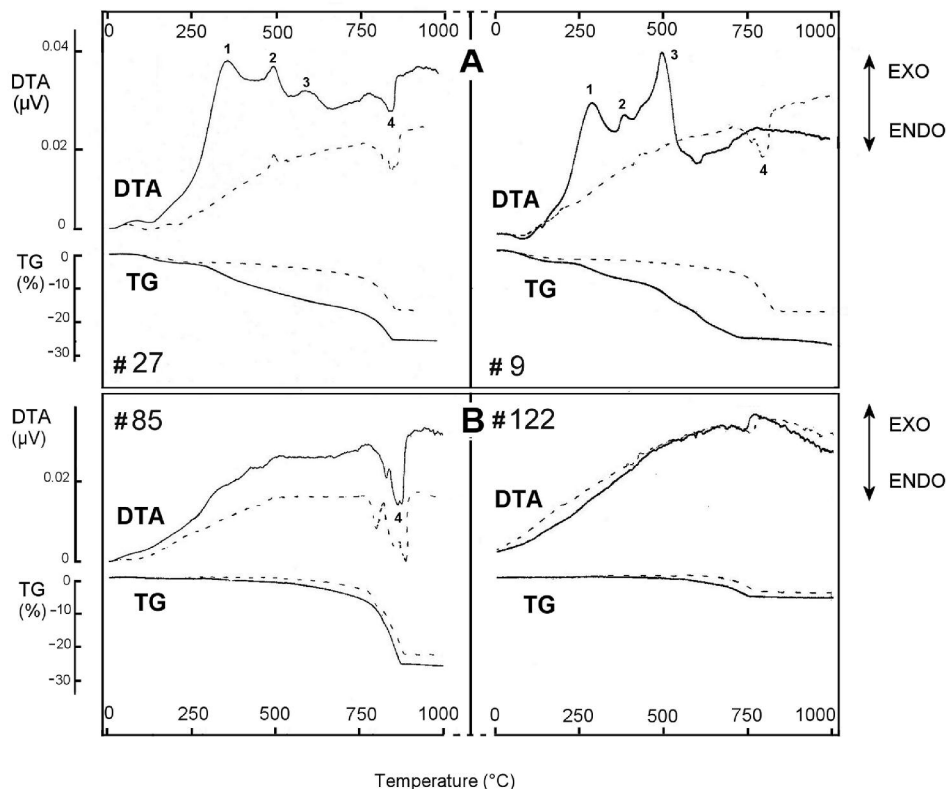 0 250 500 750 1000 0 250 500 750 1000
0.04
DTA
(µV)
0.02
0
1 2 3 4
A
1 2 3 4
EXO
ENDO
DTA
DTA
TG
(%)
0
-10
-20
-30
TG
TG
#27
#9
DTA
(µV)
0.02
0
#85
B
#122
EXO
ENDO
DTA
4
DTA
TG
(%)
0
-10
-20
-30
TG
TG
0 250 500 750 1000 0 250 500 750 1000
Temperature (°C)